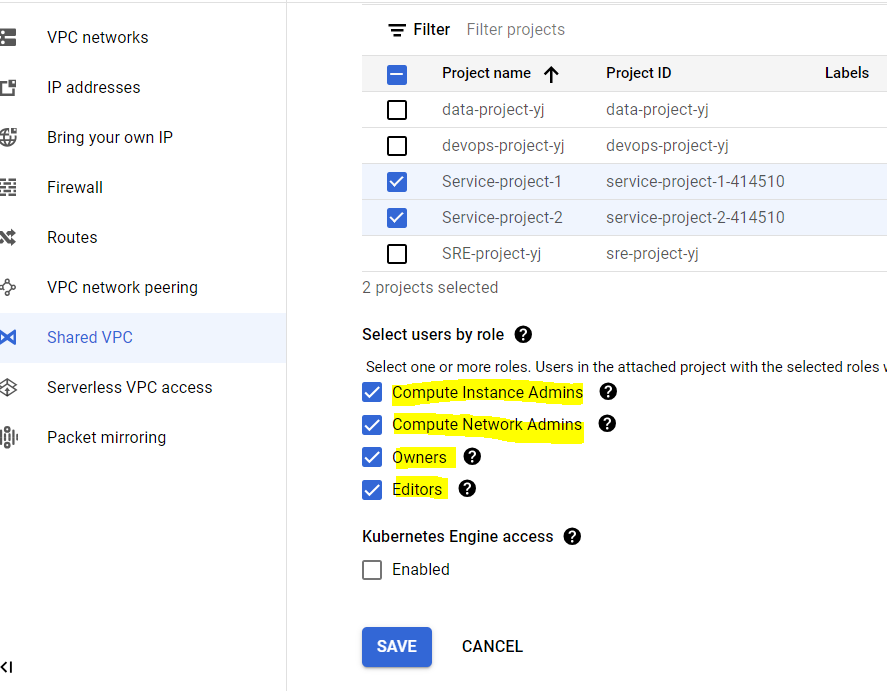 VPC networks
IP addresses
Bring your own IP
Firewall
Routes
VPC network peering
Shared VPC
Serverless VPC access
Packet mirroring
Filter Filter projects
Project name Project ID Labels
data-project-yj data-project-yj
devops-project-yj devops-project-yj
Service-project-1 service-project-1-414510
Service-project-2 service-project-2-414510
SRE-project-yj sre-project-yj
2 projects selected
Select users by role
Select one or more roles. Users in the attached project with the selected roles
Compute Instance Admins
Compute Network Admins
Owners
Editors
Kubernetes Engine access
Enabled
SAVE CANCEL